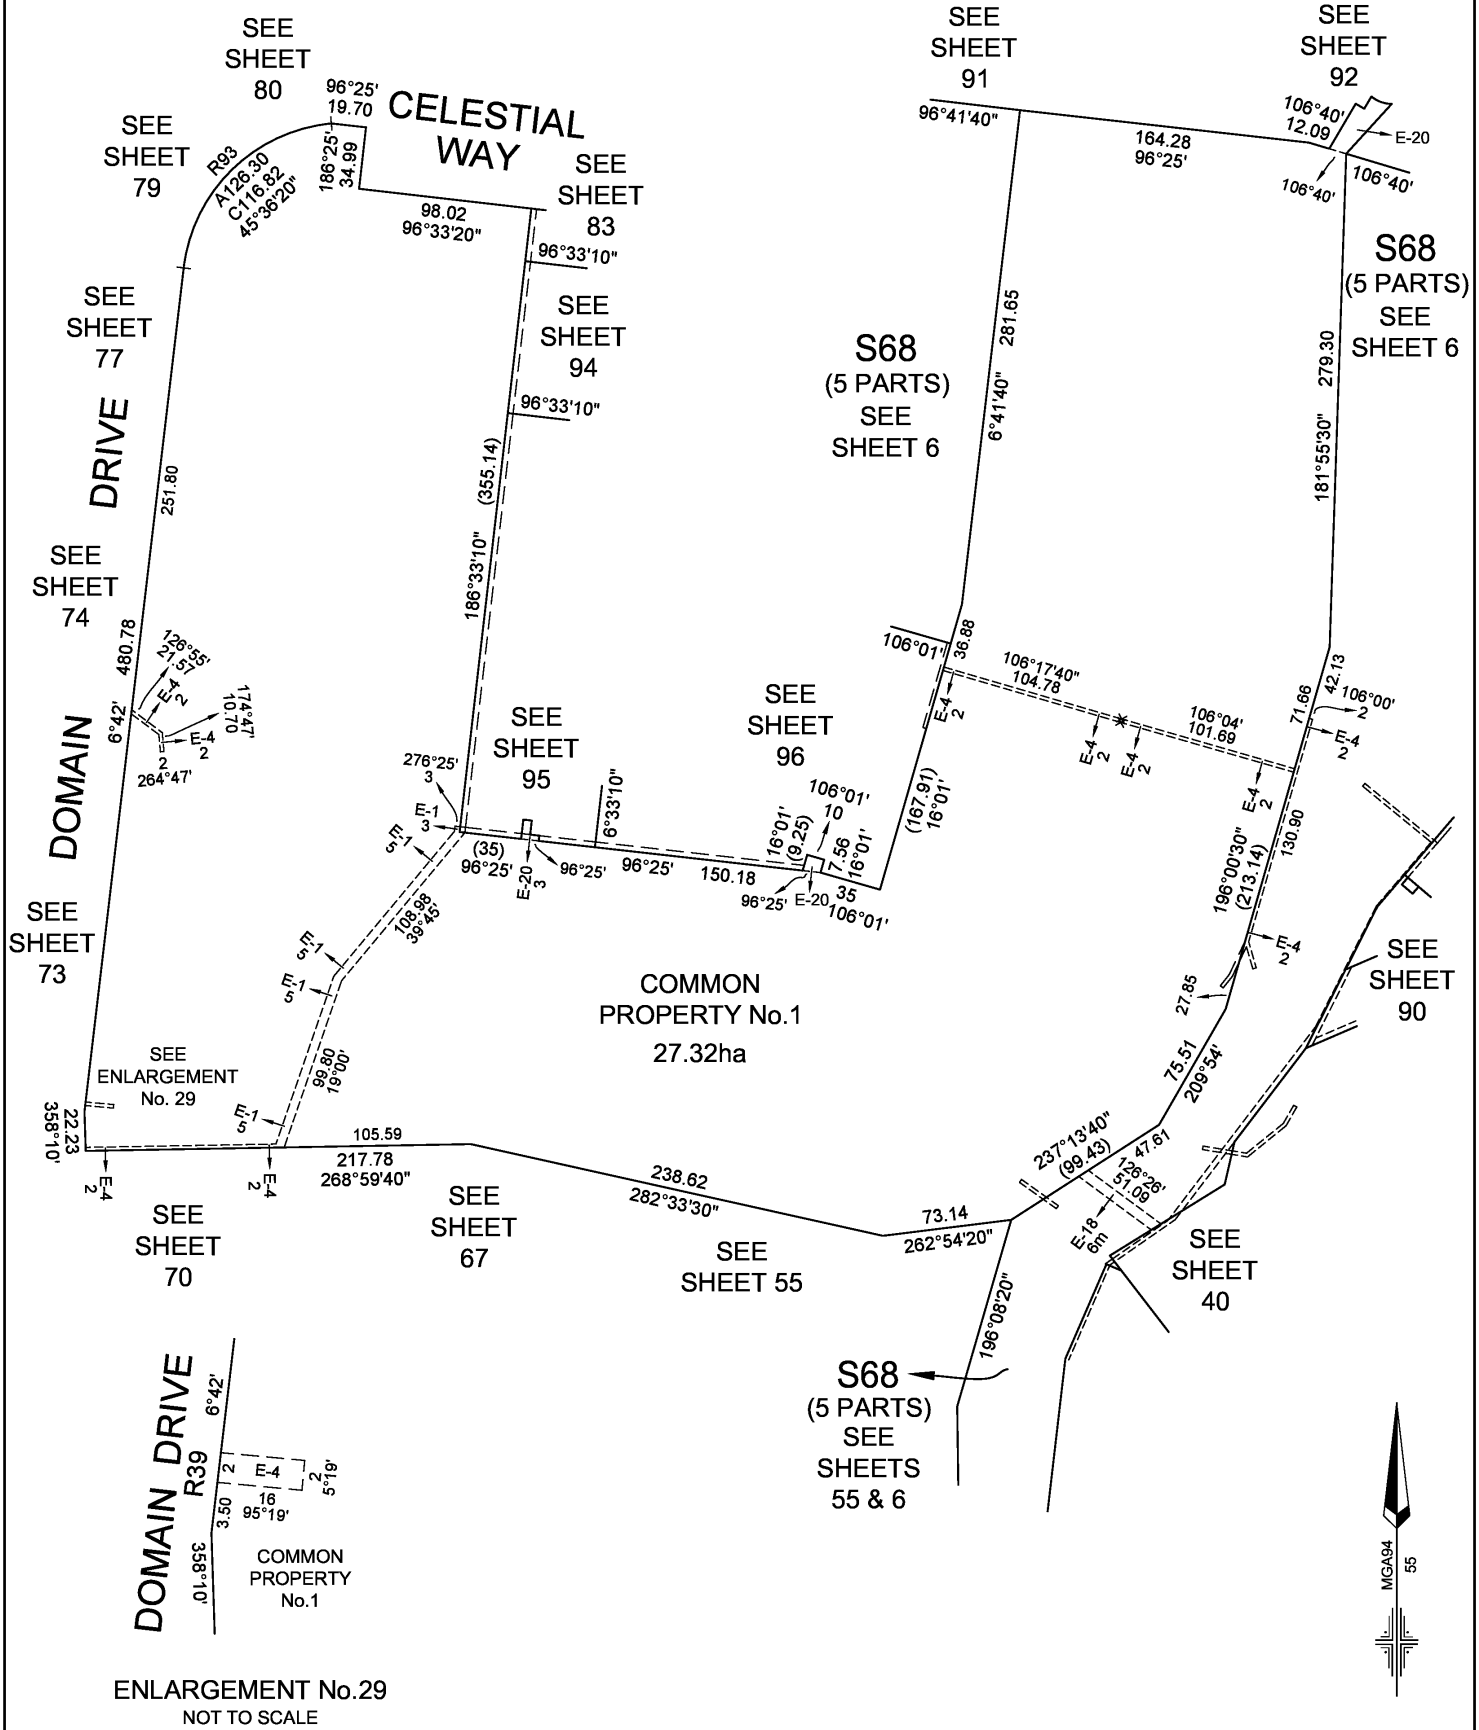 SEE
SHEET
80
96°25'
19.70
CELESTIAL
WAY
SEE
SHEET
91
SEE
SHEET
92
SEE
SHEET
79
R93
A126.30
C116.82
45°36'20"
186°25'
34.99
98.02
96°33'20"
SEE
SHEET
83
96°33'10"
96°41'40"
164.28
96°25'
106°40'
12.09
E-20
106°40'
106°40'
SEE
SHEET
77
SEE
SHEET
94
96°33'10"
S68
(5 PARTS)
SEE
SHEET 6
281.65
6°41'40"
S68
(5 PARTS)
SEE
SHEET 6
279.30
181°55'30"
DOMAIN DRIVE
251.80
SEE
SHEET
74
480.78
6°42'
126°55'
21.57
E-4
2
174°47'
10.70
E-4
2
2
264°47'
(355.14)
186°33'10"
SEE
SHEET
95
276°25'
3
E-1
3
E-1
5
(35)
96°25'
E-20
3
96°25'
6°33'10"
96°25'
150.18
SEE
SHEET
96
106°01'
10
16°01'
(9.25)
7.56
16°01'
96°25'
E-20
35
106°01'
(167.91)
16°01'
106°01'
36.88
E-4
2
106°17'40"
104.78
E-4
2
E-4
2
106°04'
101.69
E-4
2
71.66
42.13
106°00'
2
E-4
2
130.90
196°00'30"
(213.14)
E-4
2
27.85
75.51
209°54'
SEE
SHEET
90
SEE
SHEET
73
108.98
39°45'
E-1
5
E-1
5
99.80
19°00'
E-1
5
COMMON
PROPERTY No.1
27.32ha
SEE
ENLARGEMENT
No. 29
22.23
358°10'
E-4
2
E-4
2
105.59
217.78
268°59'40"
238.62
282°33'30"
73.14
262°54'20"
237°13'40"
(99.43)
47.61
126°26'
51.09
E-18
6m
SEE
SHEET
70
SEE
SHEET
67
SEE
SHEET 55
SEE
SHEET
40
196°08'20"
S68
(5 PARTS)
SEE
SHEETS
55 & 6
DOMAIN DRIVE
6°42'
R39
2
E-4
2
5°19'
16
95°19'
3.50
358°10'
COMMON
PROPERTY
No.1
ENLARGEMENT No.29
NOT TO SCALE
MGA94
55